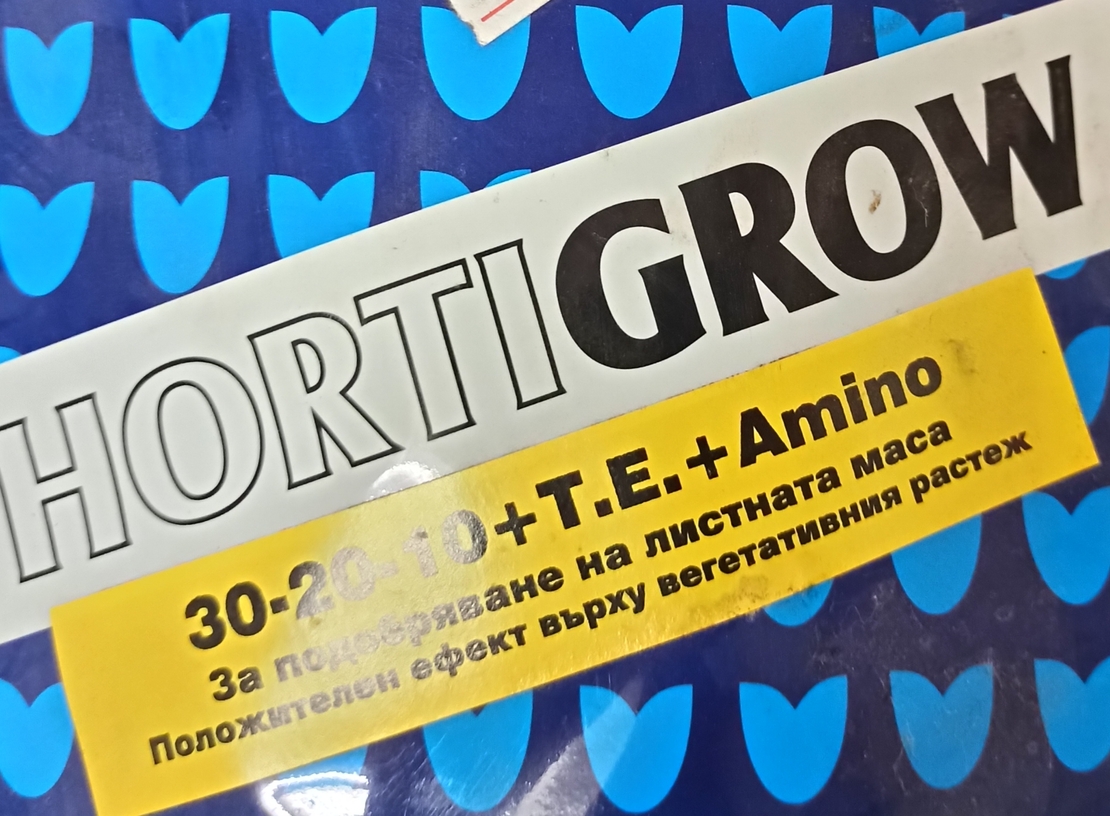 HORTIGROW
30-20-10+T.E.+Amino
За подобряване на листната маса
Положителен ефект върху вегетативния растеж